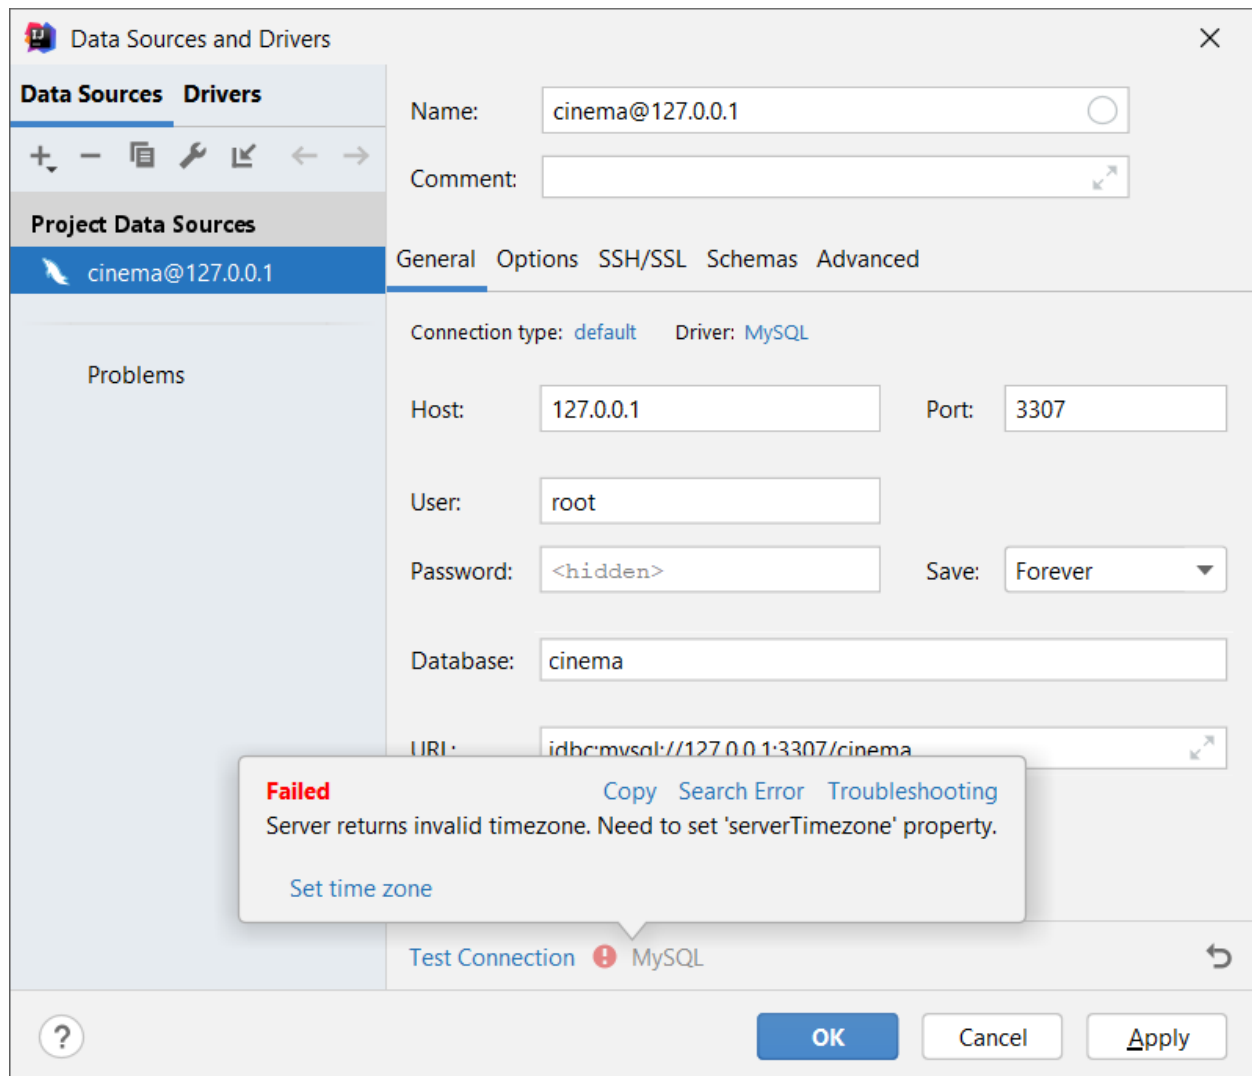 Data Sources and Drivers
Data Sources Drivers
Project Data Sources
cinema@127.0.0.1
Problems
Name: cinema@127.0.0.1
Comment:
General Options SSH/SSL Schemas Advanced
Connection type: default Driver: MySQL
Host: 127.0.0.1 Port: 3307
User: root
Password: <hidden> Save: Forever
Database: cinema
URL: jdbc:mysql://127.0.0.1:3307/cinema
Failed Copy Search Error Troubleshooting
Server returns invalid timezone. Need to set 'serverTimezone' property.
Set time zone
Test Connection MySQL
? OK Cancel Apply